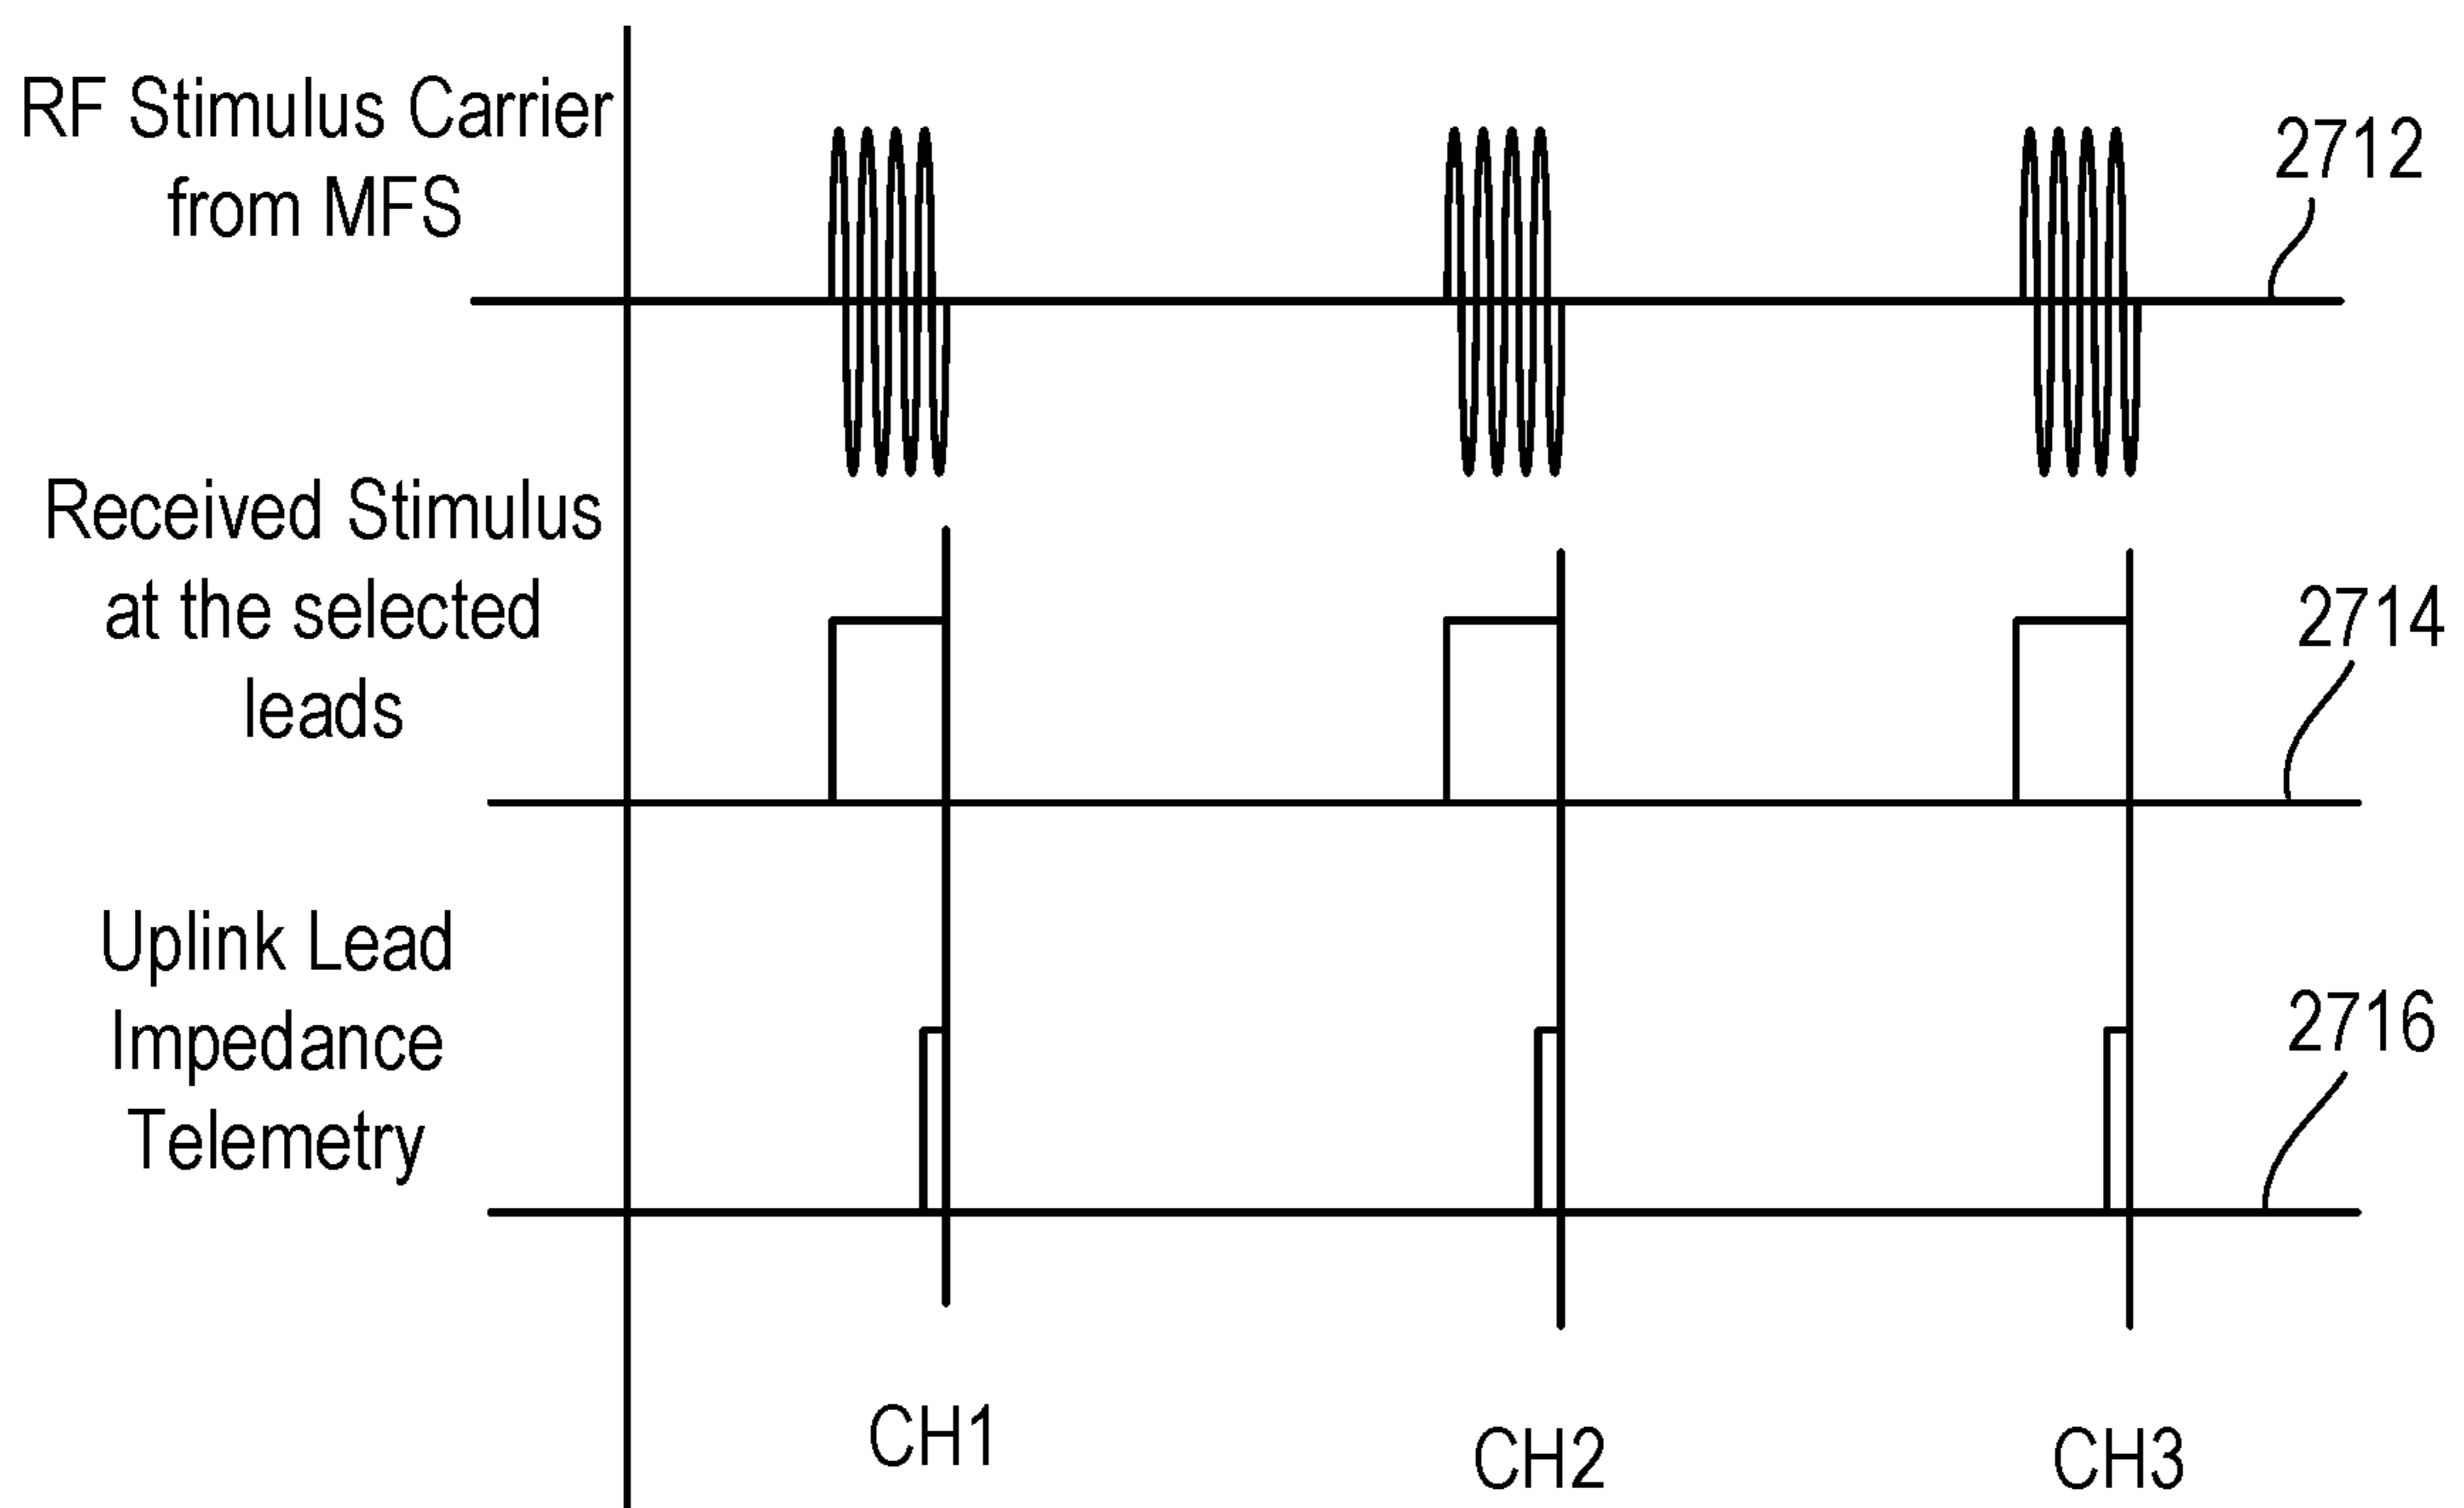 RF Stimulus Carrier
from MFS
2712
Received Stimulus
at the selected
leads
2714
Uplink Lead
Impedance
Telemetry
2716
CH1
CH2
CH3